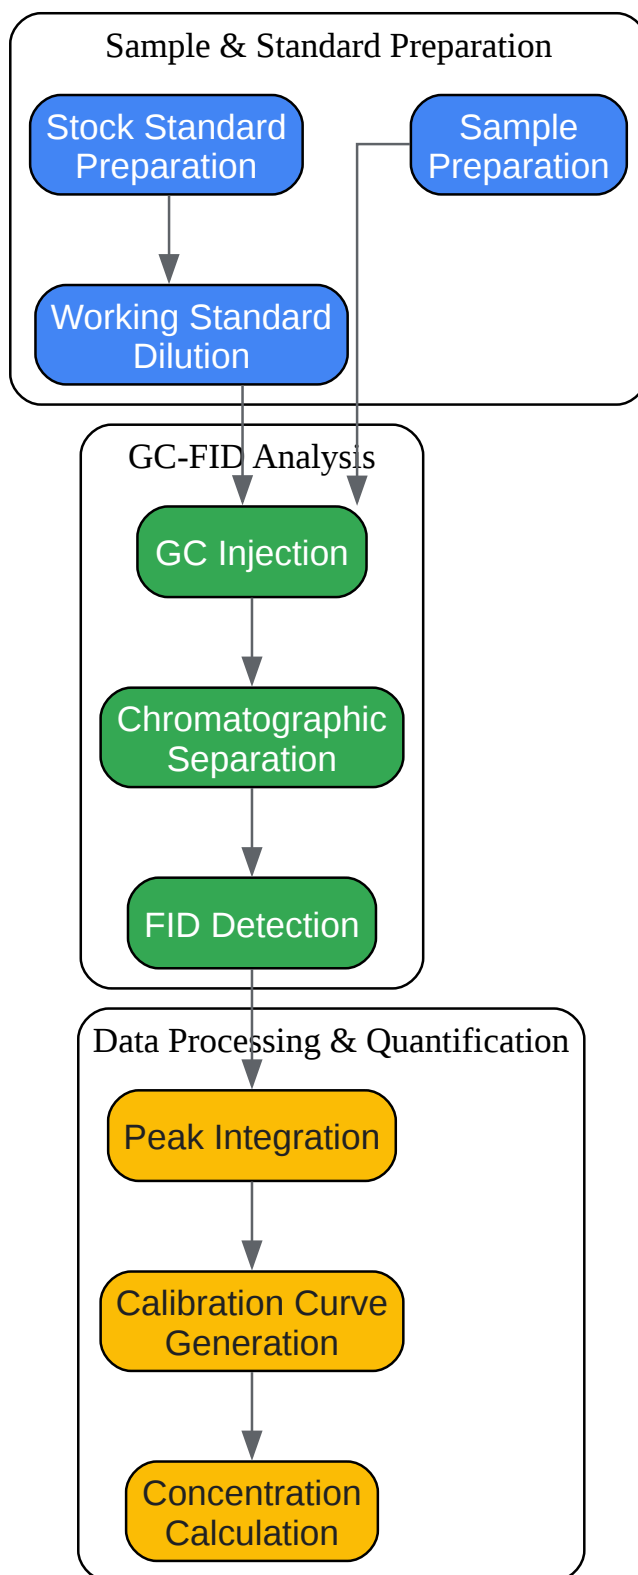 Sample & Standard Preparation
Stock Standard
Preparation
Sample
Preparation
Working Standard
Dilution
GC-FID Analysis
GC Injection
Chromatographic
Separation
FID Detection
Data Processing & Quantification
Peak Integration
Calibration Curve
Generation
Concentration
Calculation